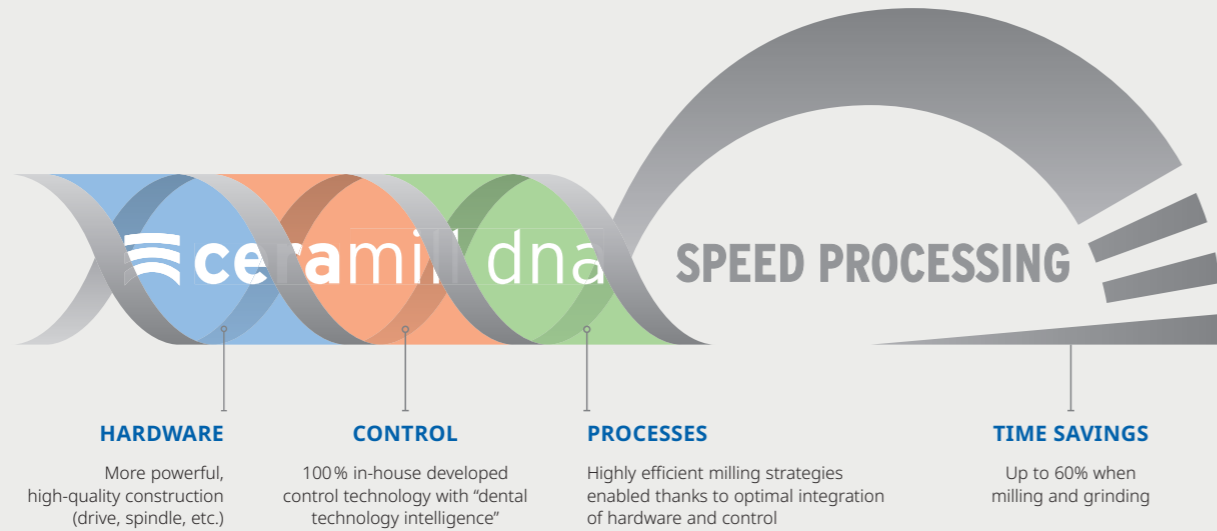 ceramill dna
SPEED PROCESSING
HARDWARE
More powerful,
high-quality construction
(drive, spindle, etc.)
CONTROL
100% in-house developed
control technology with “dental
technology intelligence”
PROCESSES
Highly efficient milling strategies
enabled thanks to optimal integration
of hardware and control
TIME SAVINGS
Up to 60% when
milling and grinding